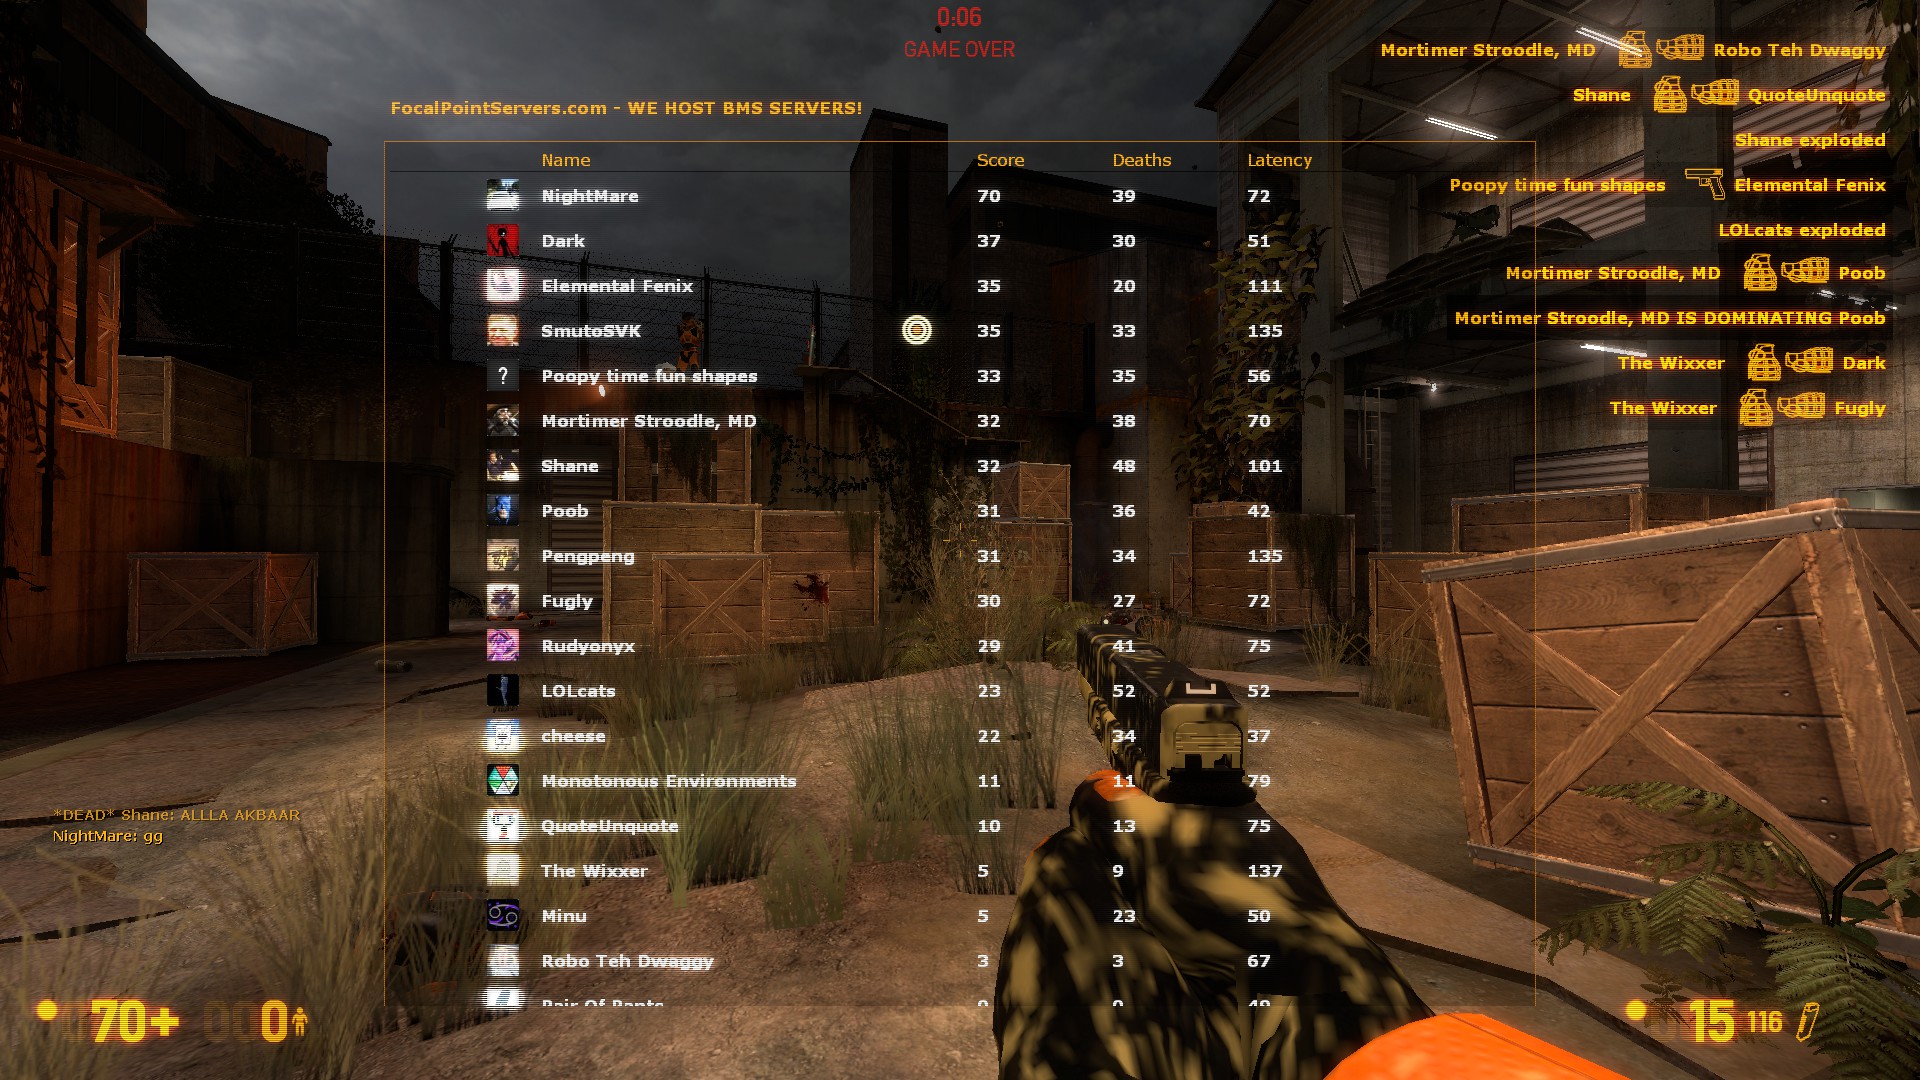 0:06
GAME OVER
FocalPointServers.com - WE HOST BMS SERVERS!
Name Score Deaths Latency
NightMare 70 39 72
Dark 37 30 51
Elemental Fenix 35 20 111
SmutoSVK 35 33 135
? Poopy time fun shapes 33 35 56
Mortimer Stroodle, MD 32 38 70
Shane 32 48 101
Poob 31 36 42
Pengpeng 31 34 135
Fugly 30 27 72
Rudyonyx 29 41 75
LOLcats 23 52 52
cheese 22 34 37
Monotonous Environments 11 11 79
QuoteUnquote 10 13 75
The Wixxer 5 9 137
Minu 5 23 50
Robo Teh Dwaggy 3 3 67
Pair Of Pants 0 0 49
Mortimer Stroodle, MD Robo Teh Dwaggy
Shane QuoteUnquote
Shane exploded
Poopy time fun shapes Elemental Fenix
LOLcats exploded
Mortimer Stroodle, MD Poob
Mortimer Stroodle, MD IS DOMINATING Poob
The Wixxer Dark
The Wixxer Fugly
*DEAD* Shane: ALLLA AKBAAR
NightMare: gg
70+ 0
15 116